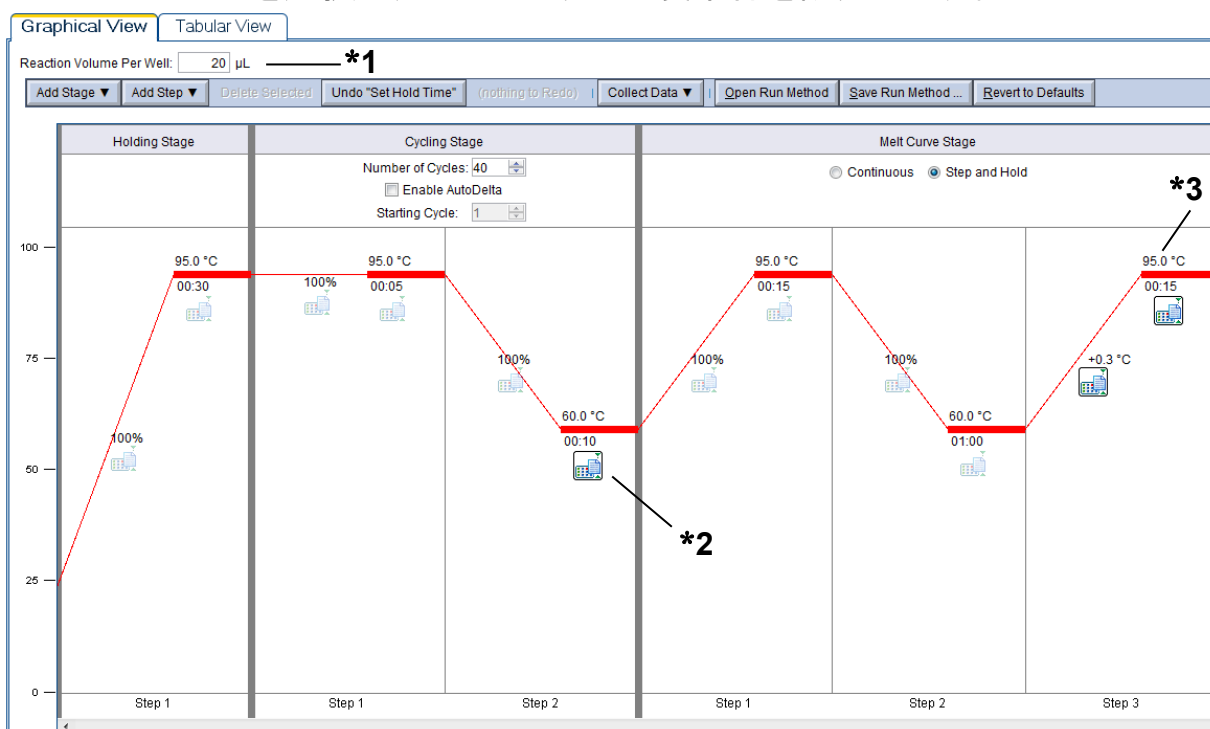 Graphical View Tabular View
Reaction Volume Per Well: 20 µL *1
Add Stage ▼ Add Step ▼ Delete Selected Undo "Set Hold Time" (nothing to Redo) Collect Data ▼ Open Run Method Save Run Method ... Revert to Defaults
Holding Stage Cycling Stage Melt Curve Stage
Number of Cycles: 40
Enable AutoDelta
Starting Cycle: 1
Continuous Step and Hold
*3
100
95.0 °C 95.0 °C 95.0 °C 95.0 °C
00:30 100% 00:05 00:15 00:15
75 100% 100% 100% +0.3 °C
60.0 °C 60.0 °C
100% 00:10 01:00
50
*2
25
0
Step 1 Step 1 Step 2 Step 1 Step 2 Step 3